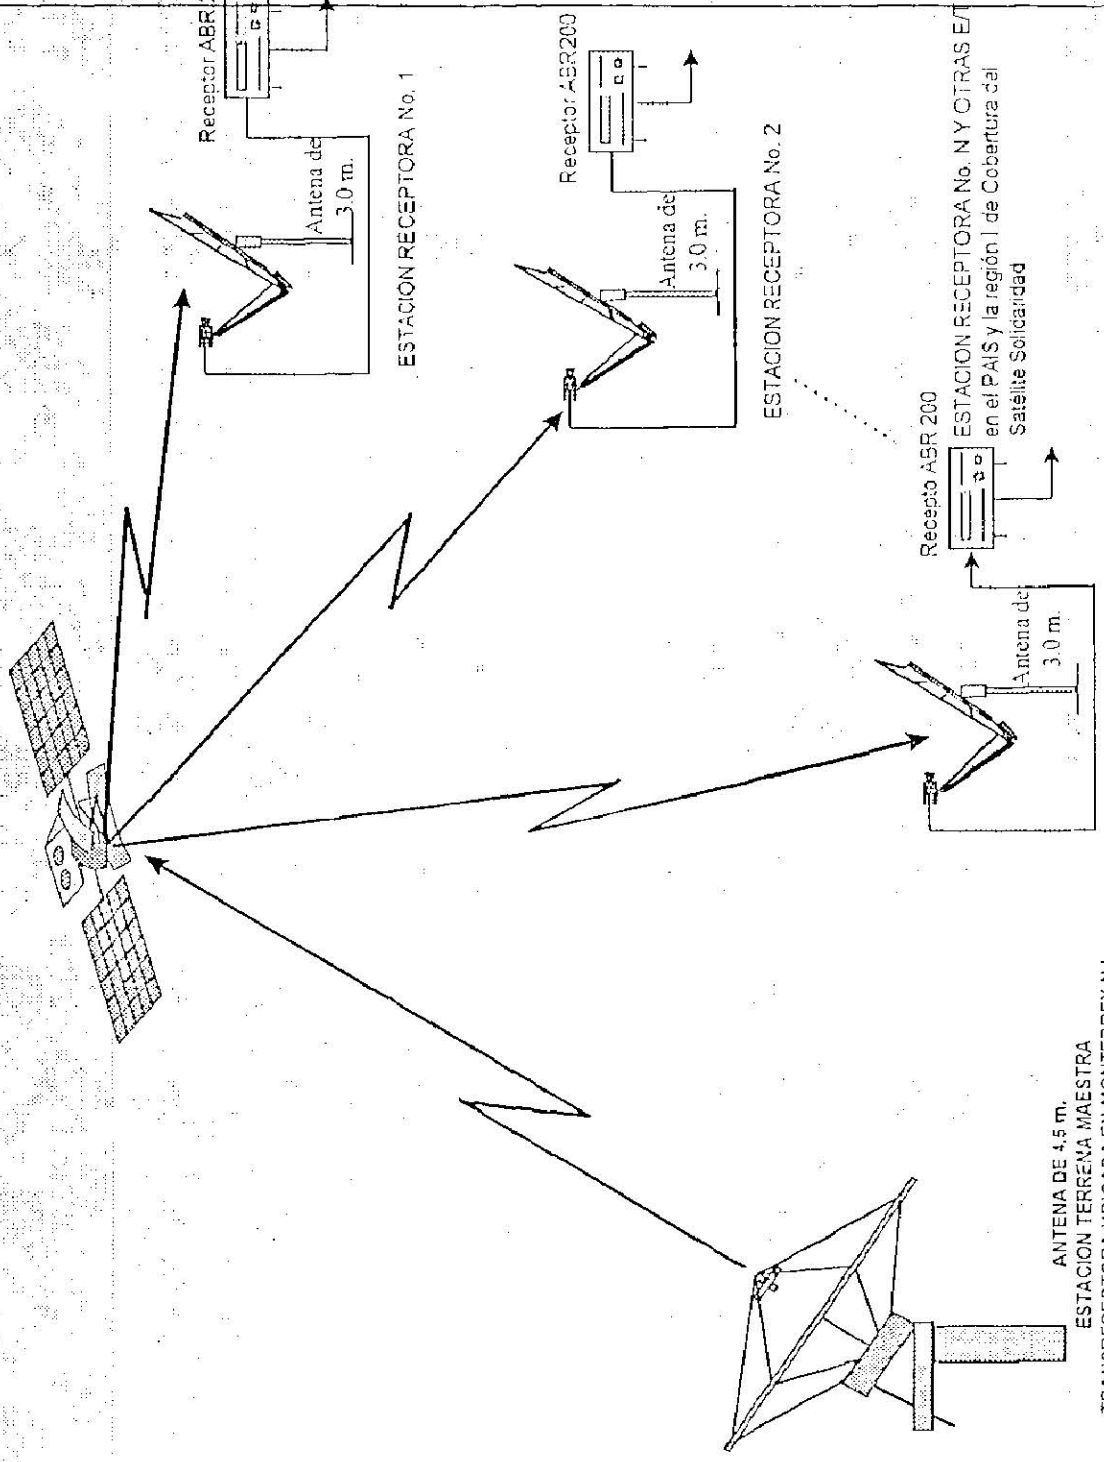 Receptor ABR
Antena de
3.0 m.
ESTACION RECEPTORA No. 1
Receptor ABR200
Antena de
3.0 m.
ESTACION RECEPTORA No. 2
Recepto ABR 200
Antena de
3.0 m.
ESTACION RECEPTORA No. N Y OTRAS E/T
en el PAIS y la región I de Cobertura del
Satélite Solidaridad
ANTENA DE 4.5 m.
ESTACION TERRENA MAESTRA